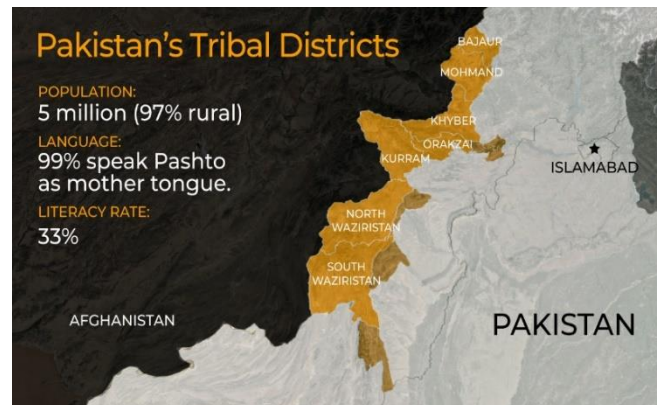 Pakistan's Tribal Districts
POPULATION:
5 million (97% rural)
LANGUAGE:
99% speak Pashto
as mother tongue.
LITERACY RATE:
33%
BAJAUR
MOHMAND
KHYBER
ORAKZAI
KURRAM
ISLAMABAD
NORTH
WAZIRISTAN
SOUTH
WAZIRISTAN
AFGHANISTAN
PAKISTAN